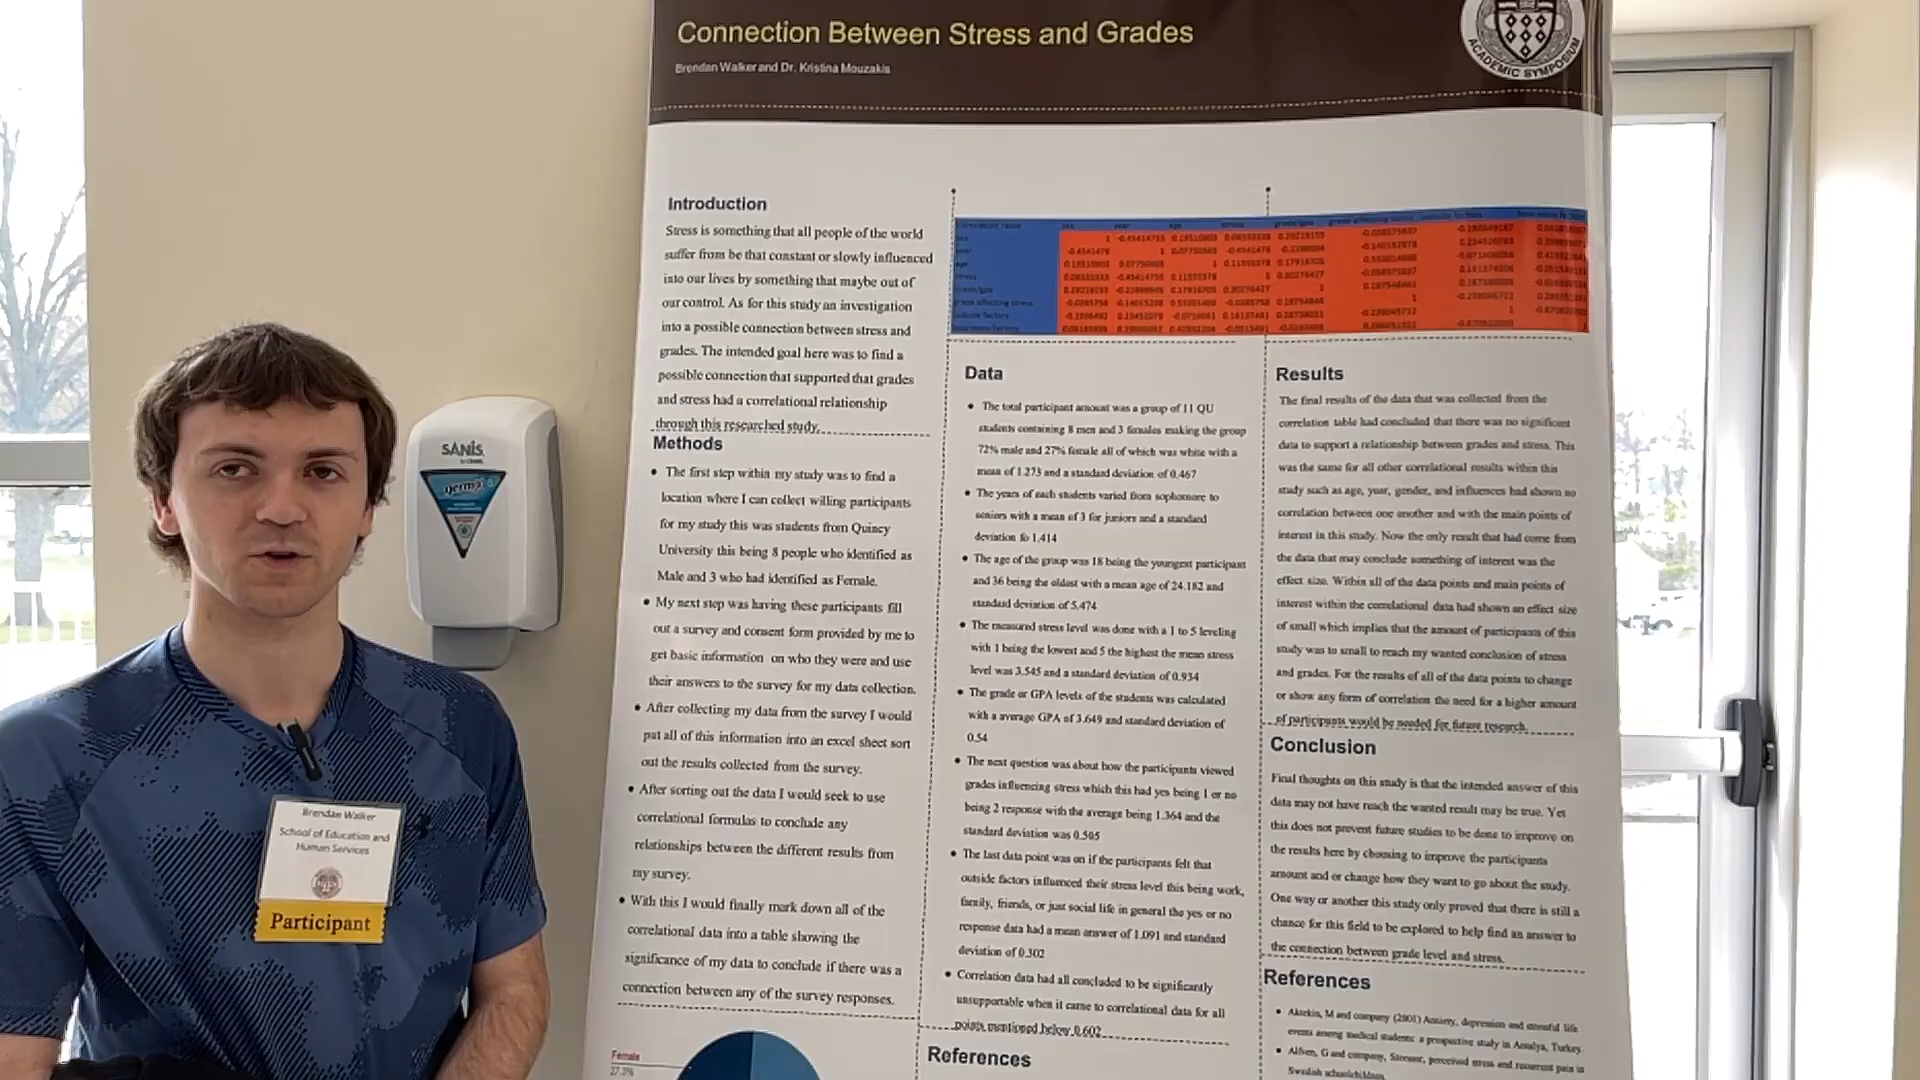 Connection Between Stress and Grades
Brendan Walker and Dr. Kristina Mouzakis
ACADEMIC SYMPOSIUM
Introduction
Stress is something that all people of the world
suffer from be that constant or slowly influenced
into our lives by something that maybe out of
our control. As for this study an investigation
into a possible connection between stress and
grades. The intended goal here was to find a
possible connection that supported that grades
and stress had a correlational relationship
through this researched study.
Methods
• The first step within my study was to find a
location where I can collect willing participants
for my study this was students from Quincy
University this being 8 people who identified as
Male and 3 who had identified as Female.
• My next step was having these participants fill
out a survey and consent form provided by me to
get basic information on who they were and use
their answers to the survey for my data collection.
• After collecting my data from the survey I would
put all of this information into an excel sheet sort
out the results collected from the survey.
• After sorting out the data I would seek to use
correlational formulas to conclude any
relationships between the different results from
my survey.
• With this I would finally mark down all of the
correlational data into a table showing the
significance of my data to conclude if there was a
connection between any of the survey responses.
Female
27.3%
Data
• The total participant amount was a group of 11 QU
students containing 8 men and 3 females making the group
72% male and 27% female all of which was white with a
mean of 1.273 and a standard deviation of 0.467
• The years of each students varied from sophomore to
seniors with a mean of 3 for juniors and a standard
deviation fo 1.414
• The age of the group was 18 being the youngest participant
and 36 being the oldest with a mean age of 24.182 and
standard deviation of 5.474
• The measured stress level was done with a 1 to 5 leveling
with 1 being the lowest and 5 the highest the mean stress
level was 3.545 and a standard deviation of 0.934
• The grade or GPA levels of the students was calculated
with a average GPA of 3.649 and standard deviation of
0.54
• The next question was about how the participants viewed
grades influencing stress which this had yes being 1 or no
being 2 response with the average being 1.364 and the
standard deviation was 0.505
• The last data point was on if the participants felt that
outside factors influenced their stress level this being work,
family, friends, or just social life in general the yes or no
response data had a mean answer of 1.091 and standard
deviation of 0.302
• Correlation data had all concluded to be significantly
unsupportable when it came to correlational data for all
points mentioned below 0.602
References
Results
The final results of the data that was collected from the
correlation table had concluded that there was no significant
data to support a relationship between grades and stress. This
was the same for all other correlational results within this
study such as age, year, gender, and influences had shown no
correlation between one another and with the main points of
interest in this study. Now the only result that had come from
the data that may conclude something of interest was the
effect size. Within all of the data points and main points of
interest within the correlational data had shown an effect size
of small which implies that the amount of participants of this
study was to small to reach my wanted conclusion of stress
and grades. For the results of all of the data points to change
or show any form of correlation the need for a higher amount
of participants would be needed for future research.
Conclusion
Final thoughts on this study is that the intended answer of this
data may not have reach the wanted result may be true. Yet
this does not prevent future studies to be done to improve on
the results here by choosing to improve the participants
amount and or change how they want to go about the study.
One way or another this study only proved that there is still a
chance for this field to be explored to help find an answer to
the connection between grade level and stress.
References
• Aktekin, M and company (2001) Anxiety, depression and stressful life
events among medical students: a prospective study in Antalya, Turkey.
• Alfven, G and company, Stressor, perceived stress and recurrent pain in
Swedish schoolchildren.
SANIS
germ
Brendan Walker
School of Education and
Human Services
Participant